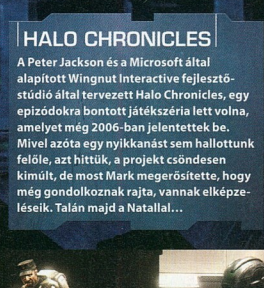 HALO CHRONICLES
A Peter Jackson és a Microsoft által
alapított Wingnut Interactive fejlesztő-
stúdió által tervezett Halo Chronicles, egy
epizódokra bontott játékszéria lett volna,
amelyet még 2006-ban jelentettek be.
Mivel azóta egy nyikkanást sem hallottunk
felőle, azt hittük, a projekt csöndesen
kimúlt, de most Mark megerősítette, hogy
még gondolkoznak rajta, vannak elképze-
léseik. Talán majd a Natallal...